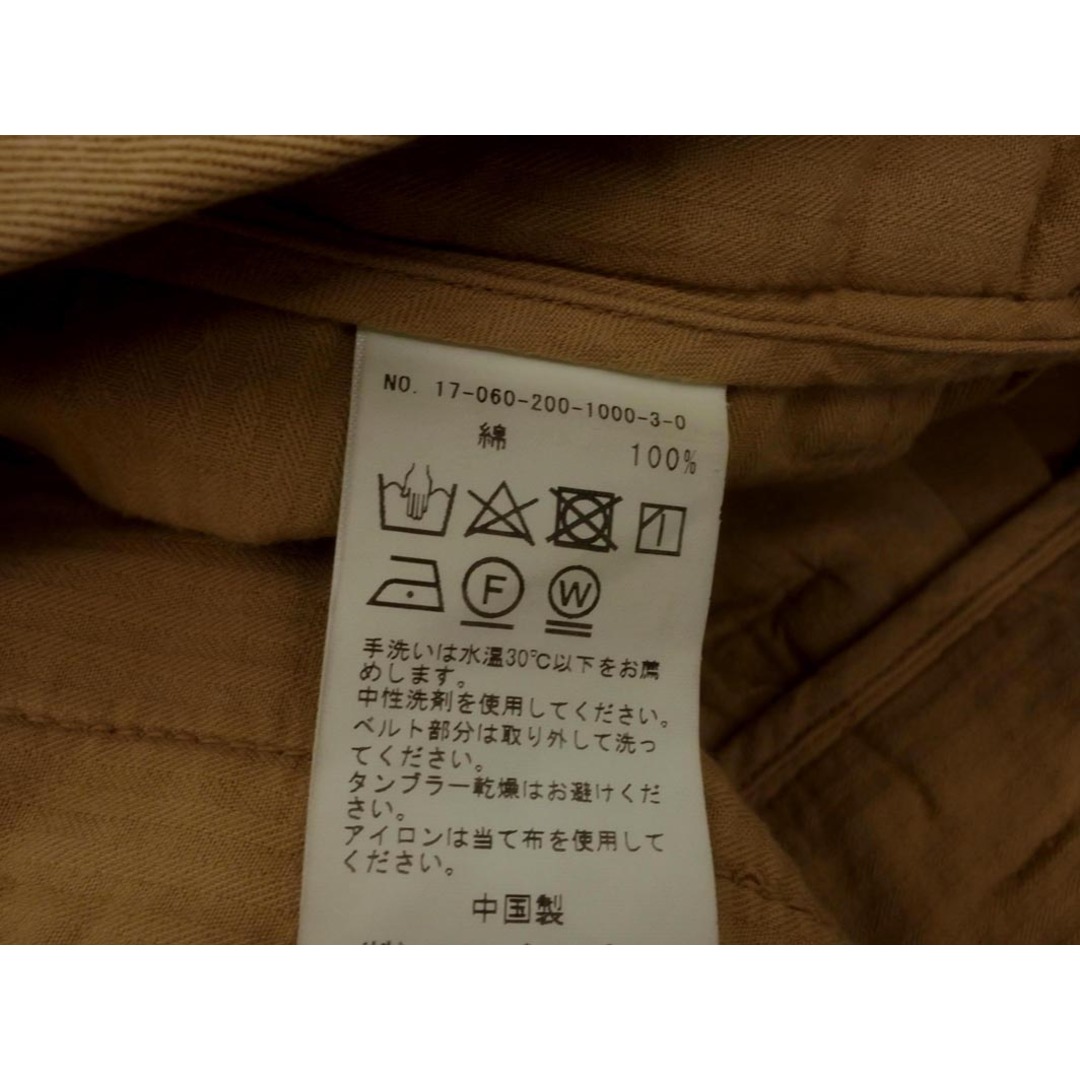 NO. 17-060-200-1000-3-0
綿 100%
F W
手洗いは水温30℃以下をお薦
めします。
中性洗剤を使用してください。
ベルト部分は取り外して洗っ
てください。
タンブラー乾燥はお避けくだ
さい。
アイロンは当て布を使用して
ください。
中国製